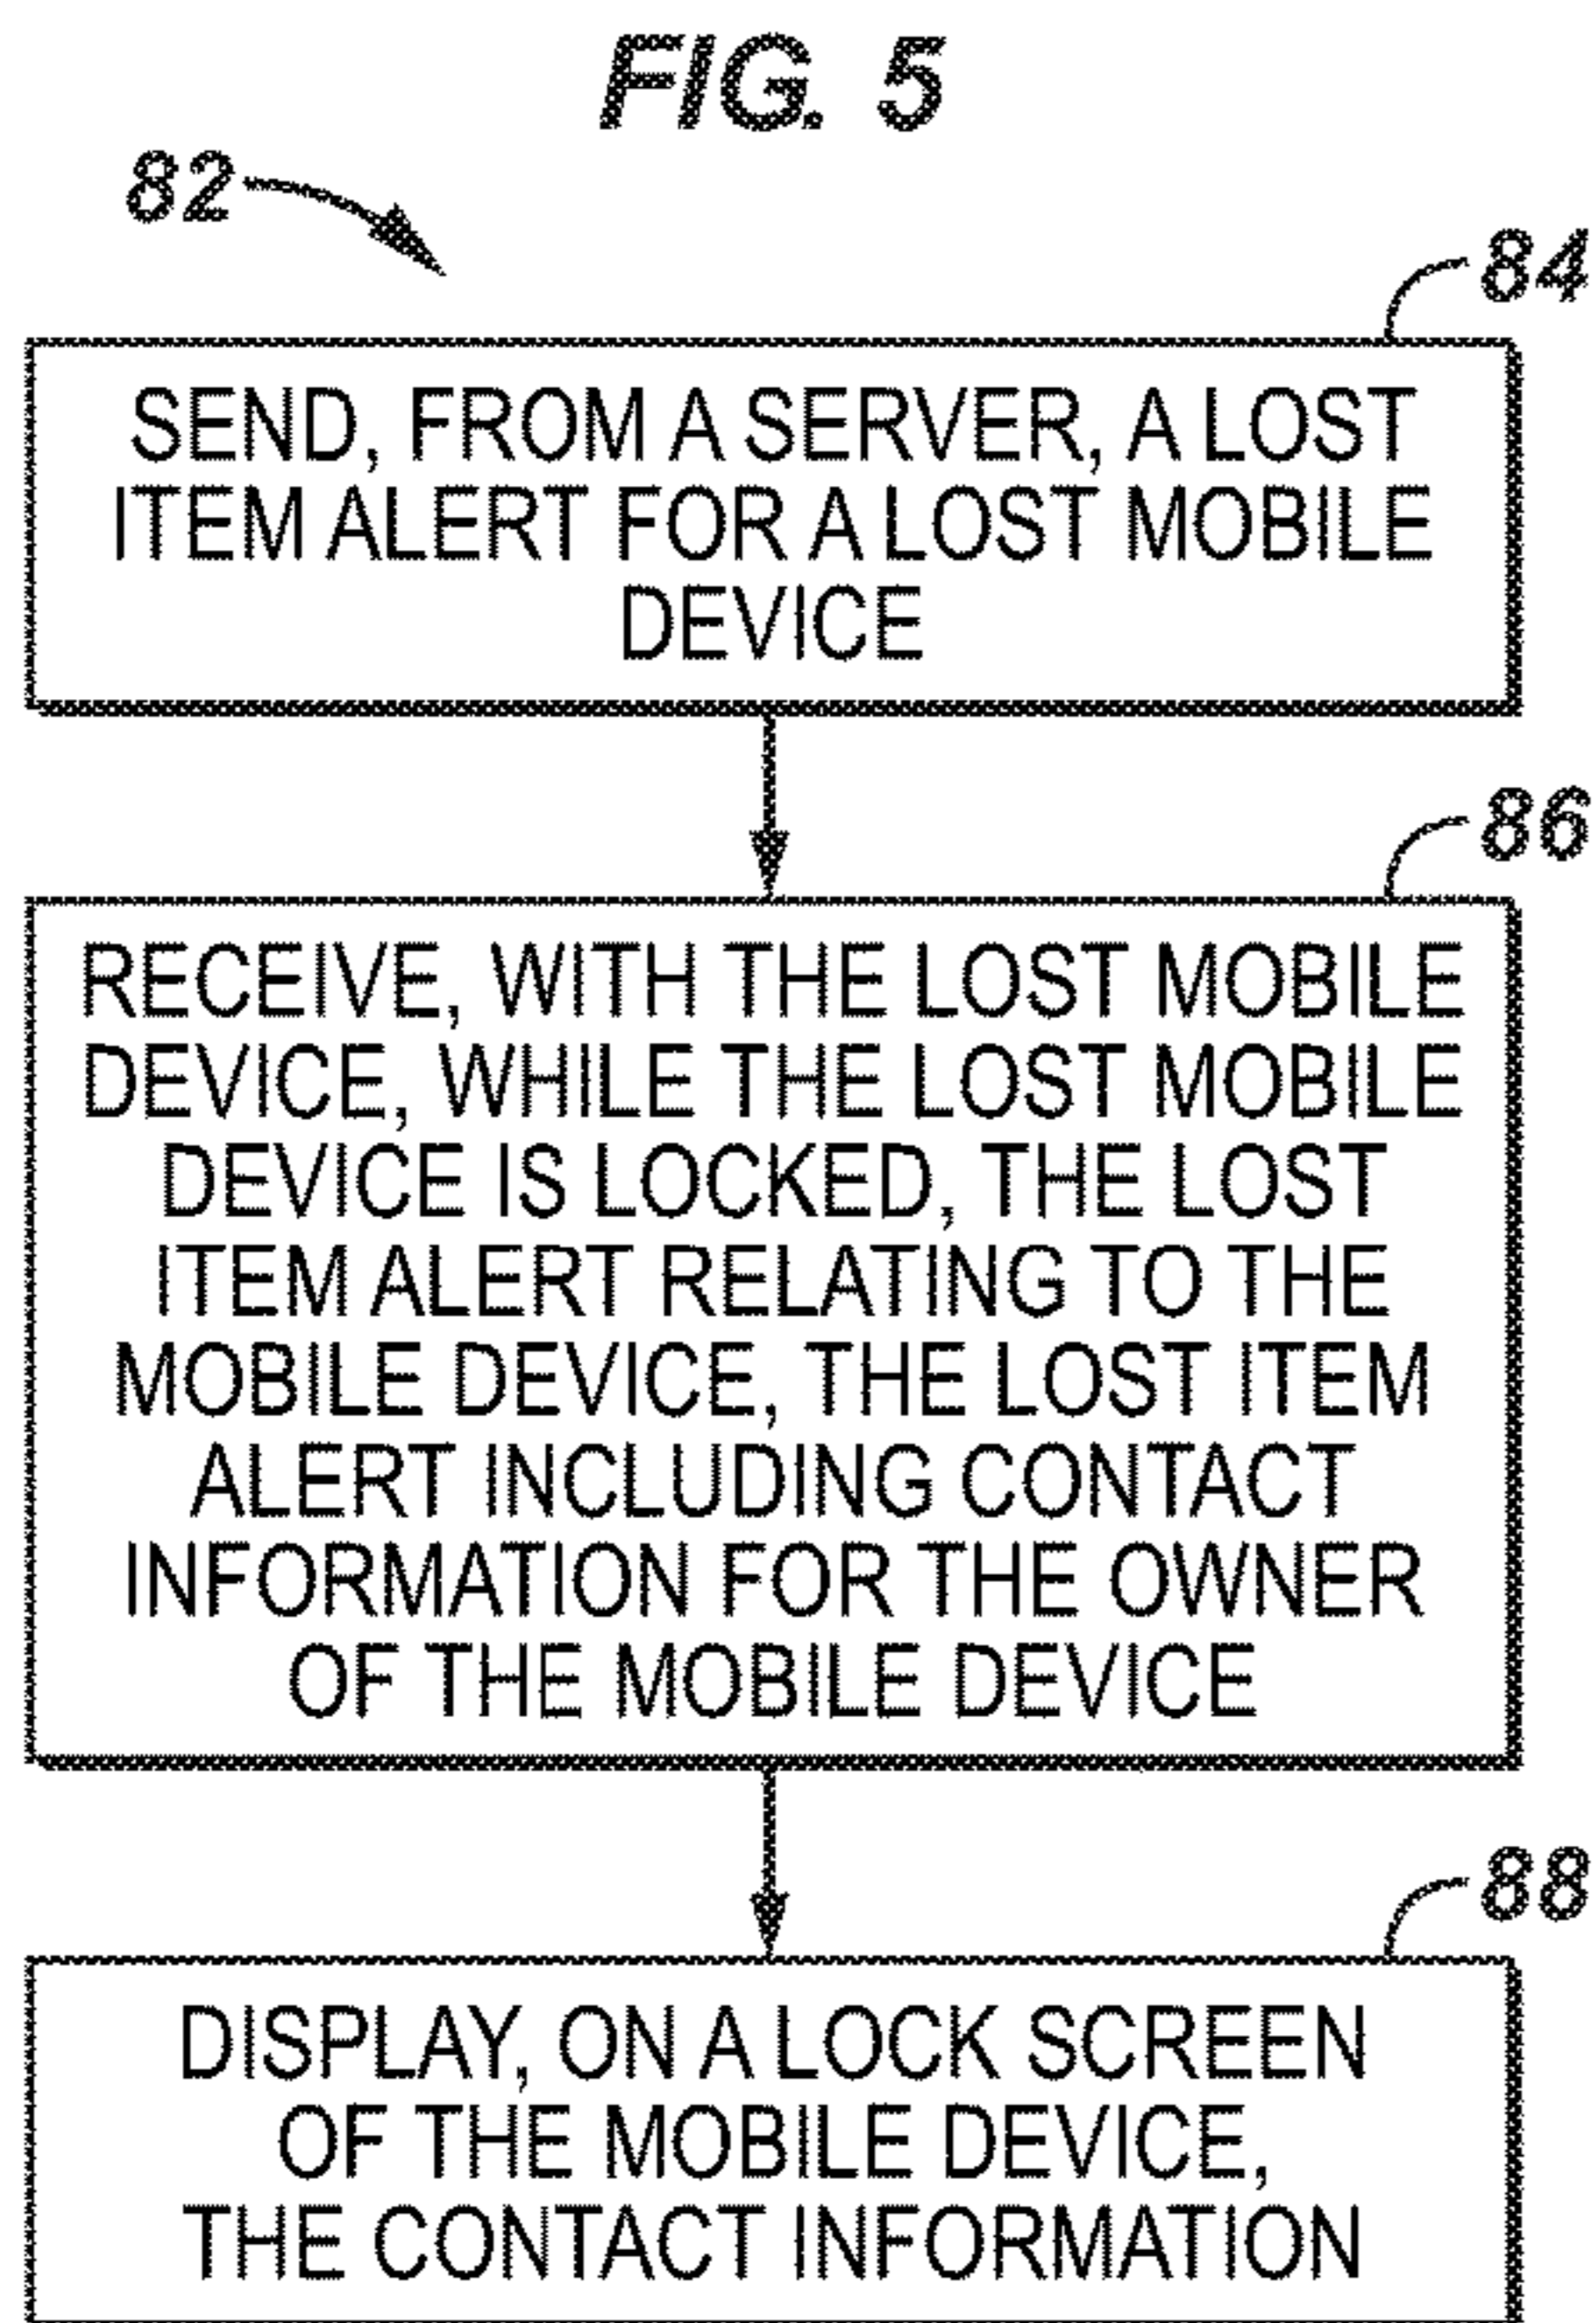 FIG. 5
82
84
SEND, FROM A SERVER, A LOST
ITEM ALERT FOR A LOST MOBILE
DEVICE
86
RECEIVE, WITH THE LOST MOBILE
DEVICE, WHILE THE LOST MOBILE
DEVICE IS LOCKED, THE LOST
ITEM ALERT RELATING TO THE
MOBILE DEVICE, THE LOST ITEM
ALERT INCLUDING CONTACT
INFORMATION FOR THE OWNER
OF THE MOBILE DEVICE
88
DISPLAY, ON A LOCK SCREEN
OF THE MOBILE DEVICE,
THE CONTACT INFORMATION